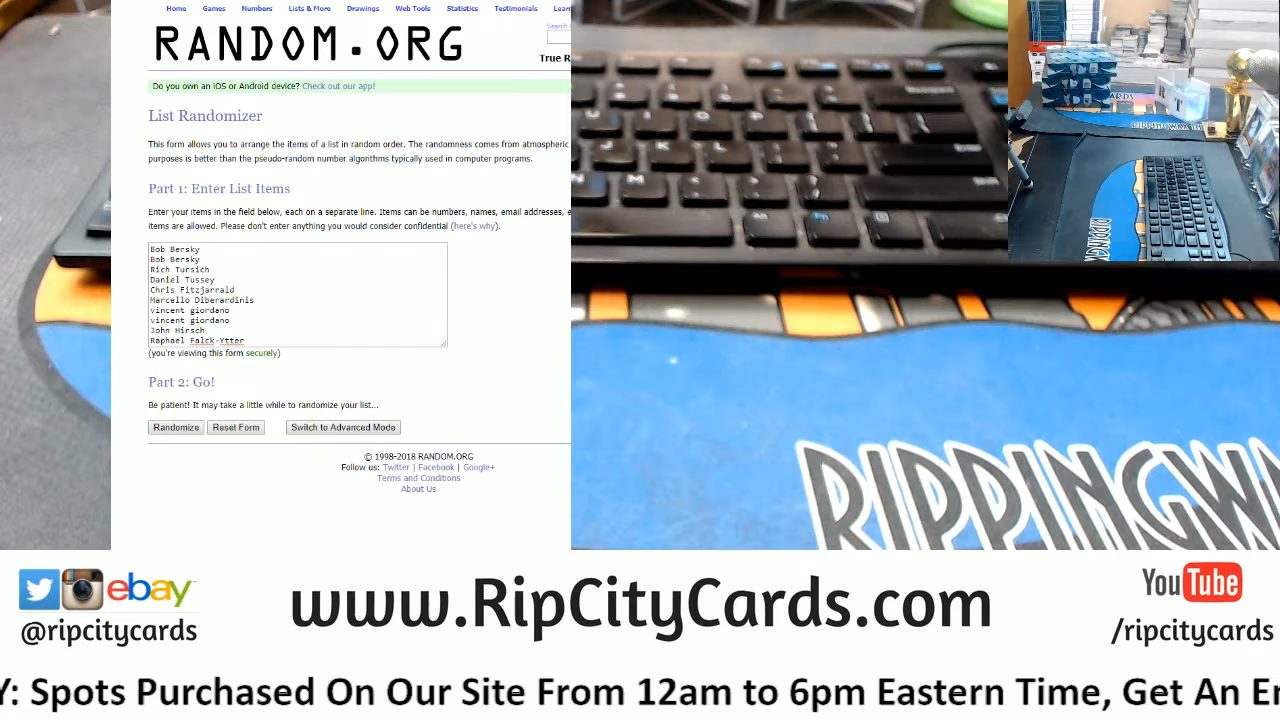 Home Games Numbers Lists & More Drawings Web Tools Statistics Testimonials Lear
RANDOM.ORG
Search
True R
Do you own an iOS or Android device? Check out our app!
List Randomizer
This form allows you to arrange the items of a list in random order. The randomness comes from atmospheric
purposes is better than the pseudo-random number algorithms typically used in computer programs.
Part 1: Enter List Items
Enter your items in the field below, each on a separate line. Items can be numbers, names, email addresses, e
items are allowed. Please don't enter anything you would consider confidential (here's why).
Bob Bersky
Bob Bersky
Rich Tursich
Daniel Tussey
Chris Fitzjarrald
Marcello Diberardinis
vincent giordano
vincent giordano
John Hirsch
Raphael Falck-Ytter
(you're viewing this form securely)
Part 2: Go!
Be patient! It may take a little while to randomize your list...
Randomize Reset Form Switch to Advanced Mode
© 1998-2018 RANDOM.ORG
Follow us: Twitter | Facebook | Google+
Terms and Conditions
About Us
RIPPINGW
CARDS
R T
RIPPINGWAX
RIPPING
ebay
@ripcitycards
www.RipCityCards.com
YouTube
/ripcitycards
Y: Spots Purchased On Our Site From 12am to 6pm Eastern Time, Get An En